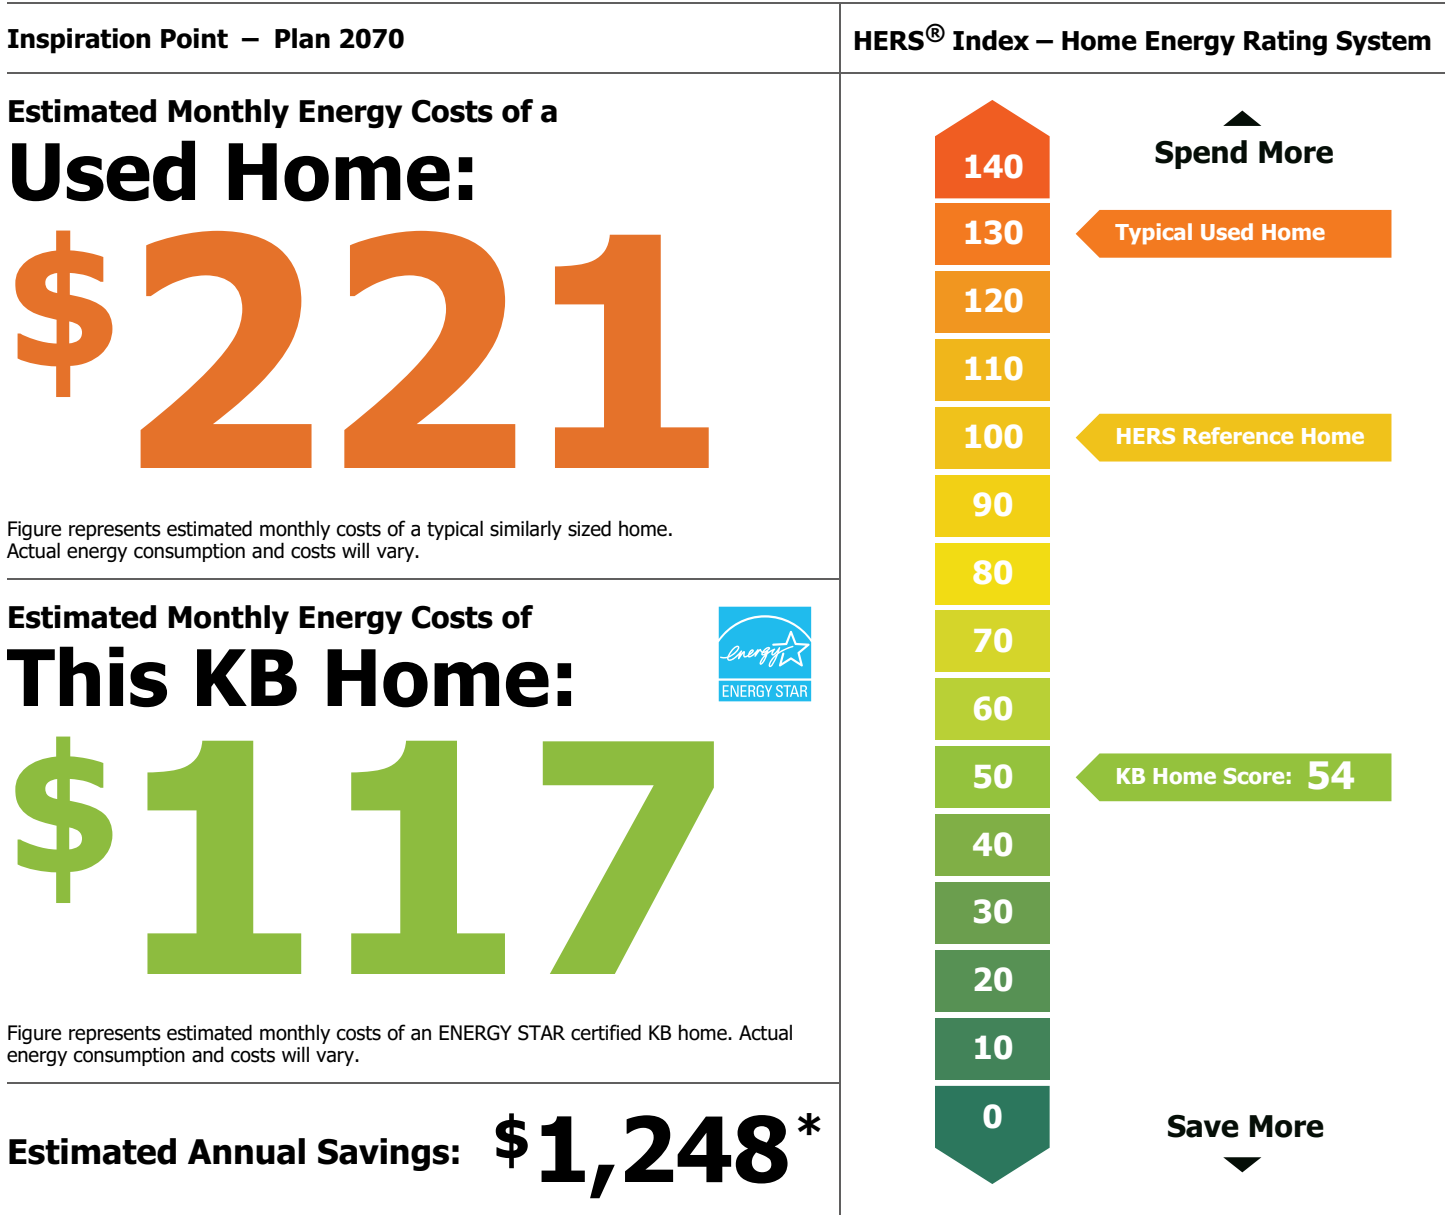 Inspiration Point – Plan 2070
Estimated Monthly Energy Costs of a
Used Home:
$221
Figure represents estimated monthly costs of a typical similarly sized home.
Actual energy consumption and costs will vary.
Estimated Monthly Energy Costs of
This KB Home:
energy
ENERGY STAR
$117
Figure represents estimated monthly costs of an ENERGY STAR certified KB home. Actual
energy consumption and costs will vary.
Estimated Annual Savings: $1,248*
HERS® Index – Home Energy Rating System
Spend More
140
130 Typical Used Home
120
110
100 HERS Reference Home
90
80
70
60
50 KB Home Score: 54
40
30
20
10
0
Save More